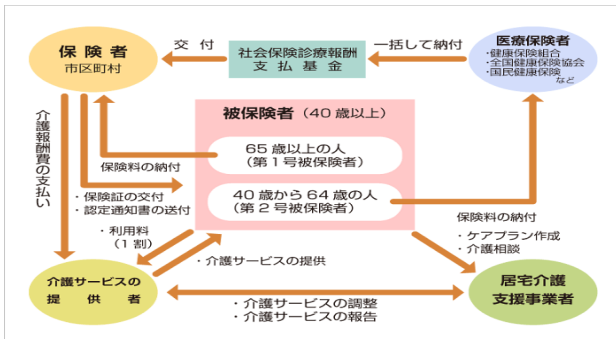 保険者
市区町村
交付
社会保険診療報酬
支払基金
一括して納付
医療保険者
・健康保険組合
・全国健康保険協会
・国民健康保険
など
介護報酬費の支払い
被保険者（40歳以上）
65歳以上の人
（第1号被保険者）
保険料の納付
40歳から64歳の人
（第2号被保険者）
・保険証の交付
・認定通知書の送付
保険料の納付
・利用料
（1割）
・ケアプラン作成
・介護相談
・介護サービスの提供
介護サービスの
提供者
居宅介護
支援事業者
・介護サービスの調整
・介護サービスの報告